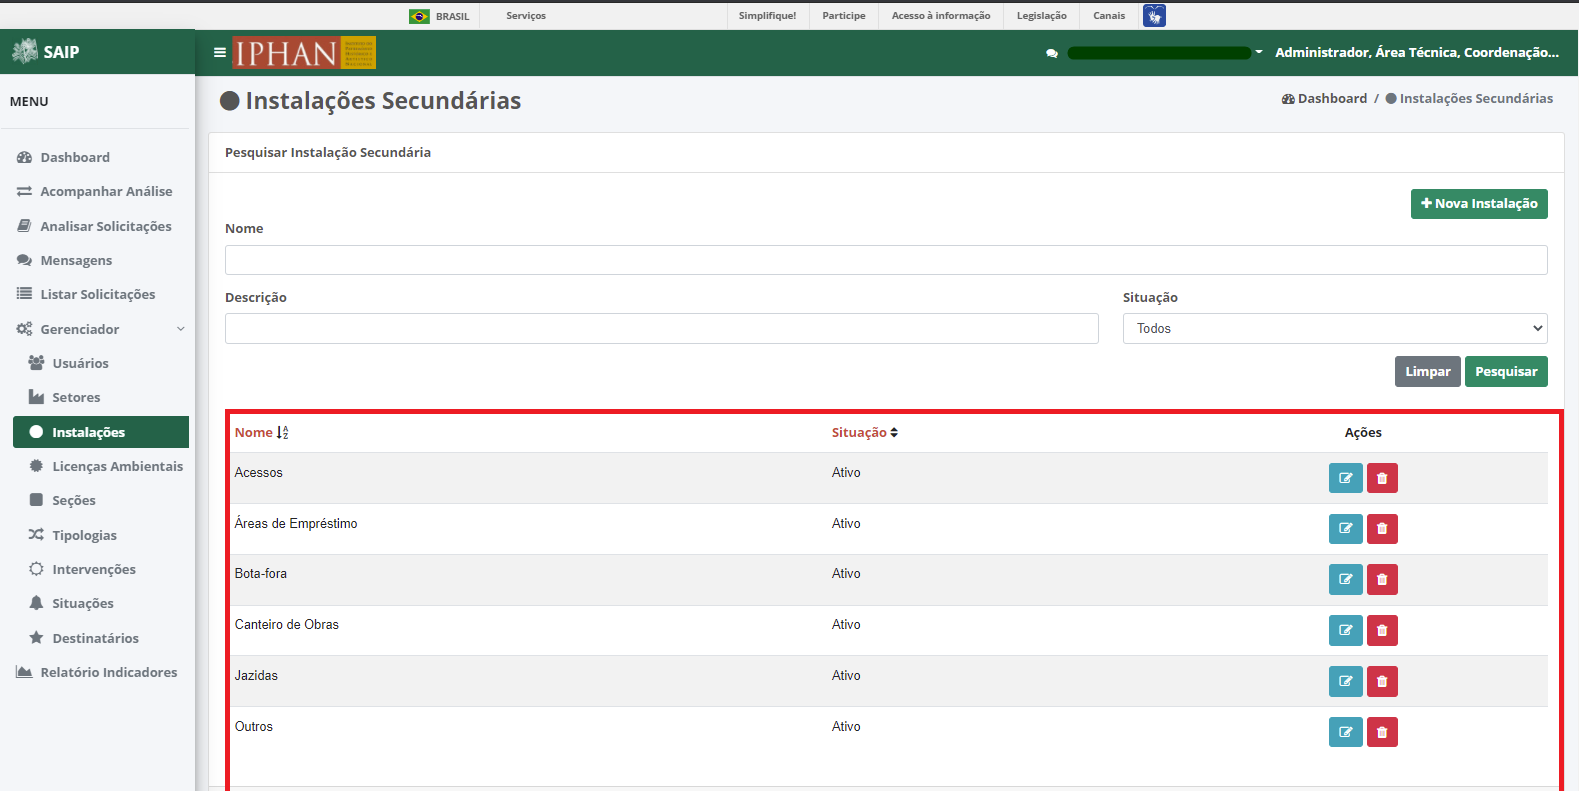 BRASIL Serviços Simplifique! Participe Acesso à informação Legislação Canais
SAIP
IPHAN
Administrador, Área Técnica, Coordenação...
MENU
Dashboard
Acompanhar Análise
Analisar Solicitações
Mensagens
Listar Solicitações
Gerenciador
Usuários
Setores
Instalações
Licenças Ambientais
Seções
Tipologias
Intervenções
Situações
Destinatários
Relatório Indicadores
Instalações Secundárias
Dashboard / Instalações Secundárias
Pesquisar Instalação Secundária
Nova Instalação
Nome
Descrição
Situação
Todos
Limpar Pesquisar
Nome Situação Ações
Acessos Ativo
Áreas de Empréstimo Ativo
Bota-fora Ativo
Canteiro de Obras Ativo
Jazidas Ativo
Outros Ativo